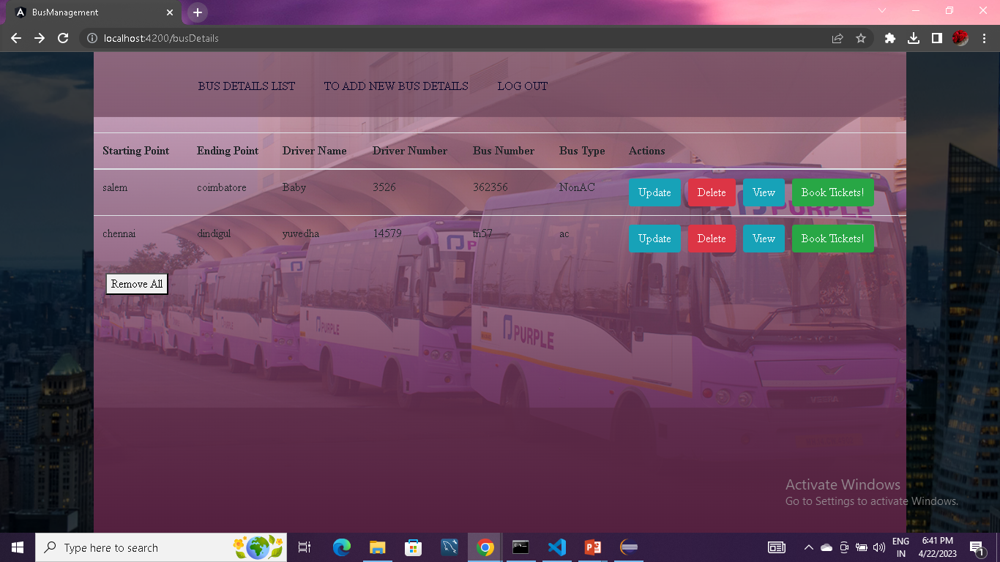 BusManagement
localhost:4200/busDetails
BUS DETAILS LIST TO ADD NEW BUS DETAILS LOG OUT
Starting Point Ending Point Driver Name Driver Number Bus Number Bus Type Actions
salem coimbatore Baby 3526 362356 NonAC Update Delete View Book Tickets!
PURPLE
chennai dindigul yuvedha 14579 tn57 ac Update Delete View Book Tickets!
Remove All
PURPLE
PURPLE
Activate Windows
Go to Settings to activate Windows.
Type here to search
ENG
IN
6:41 PM
4/22/2023
1